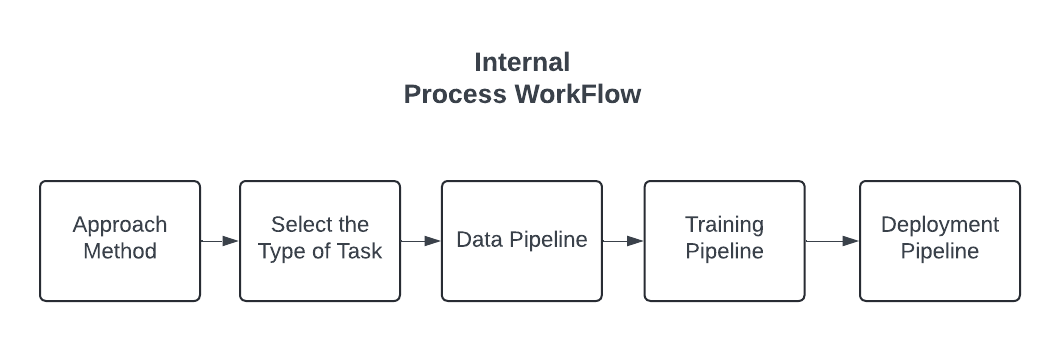 Internal
Process WorkFlow
Approach
Method
Select the
Type of Task
Data Pipeline
Training
Pipeline
Deployment
Pipeline